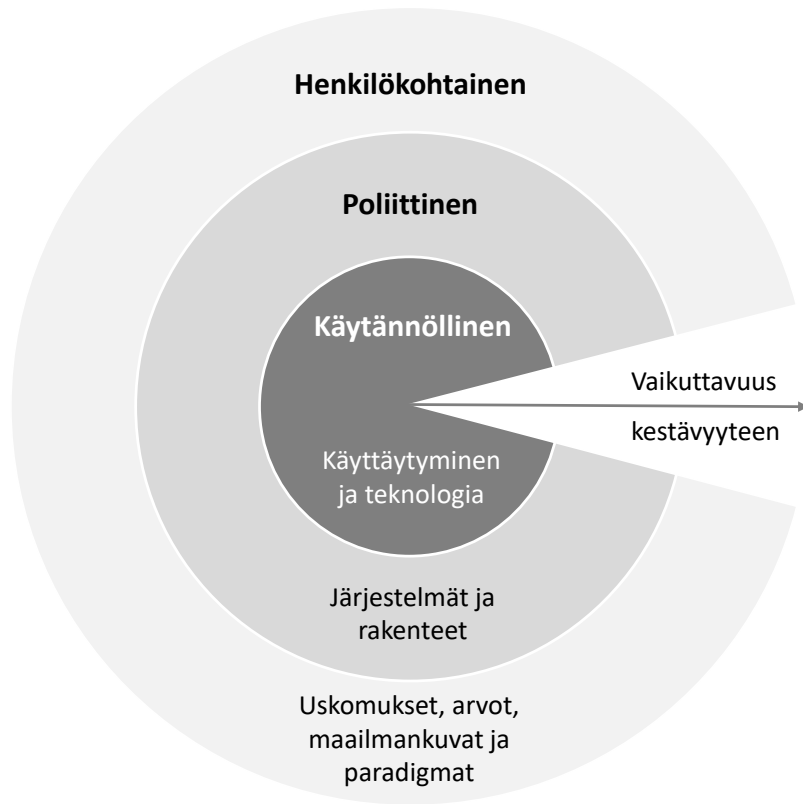 Henkilökohtainen
Poliittinen
Käytännöllinen
Vaikuttavuus
kestävyyteen
Käyttäytyminen
ja teknologia
Järjestelmät ja
rakenteet
Uskomukset, arvot,
maailmankuvat ja
paradigmat